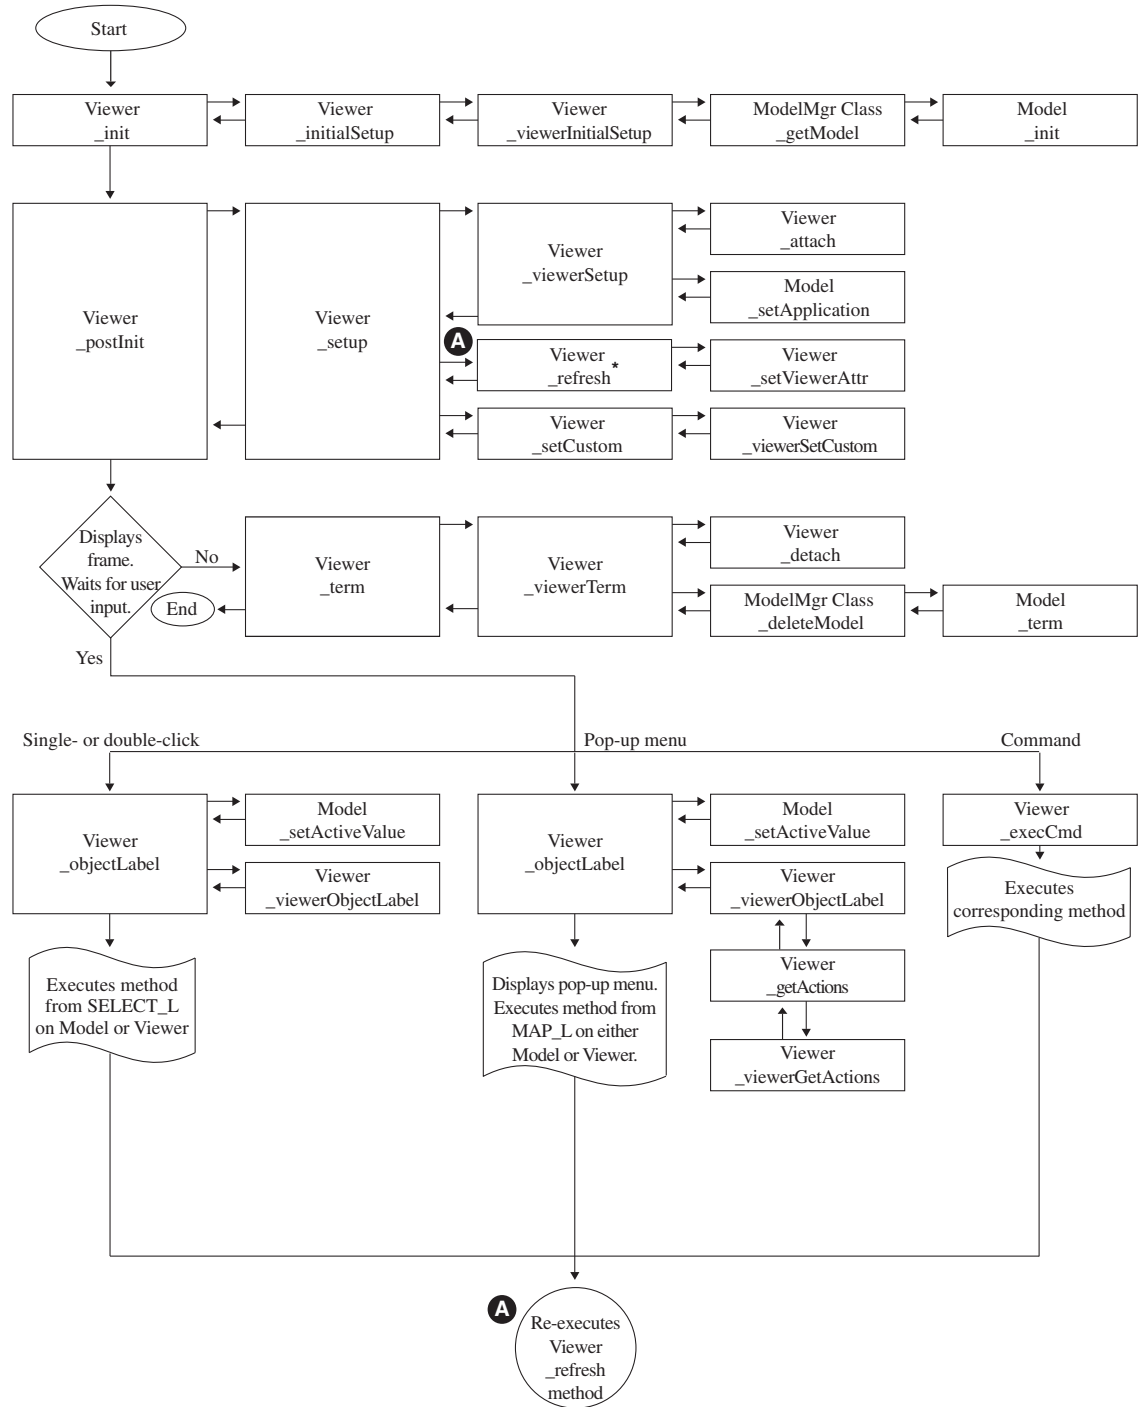 Start
Viewer
_init
Viewer
_initialSetup
Viewer
_viewerInitialSetup
ModelMgr Class
_getModel
Model
_init
Viewer
_postInit
Viewer
_setup
Viewer
_viewerSetup
Viewer
_attach
Model
_setApplication
A
Viewer
_refresh*
Viewer
_setViewerAttr
Viewer
_setCustom
Viewer
_viewerSetCustom
Displays
frame.
Waits for user
input.
No
End
Viewer
_term
Viewer
_viewerTerm
Viewer
_detach
ModelMgr Class
_deleteModel
Model
_term
Yes
Single- or double-click
Pop-up menu
Command
Viewer
_objectLabel
Model
_setActiveValue
Viewer
_viewerObjectLabel
Viewer
_objectLabel
Model
_setActiveValue
Viewer
_viewerObjectLabel
Viewer
_execCmd
Executes
corresponding method
Executes method
from SELECT_L
on Model or Viewer
Displays pop-up menu.
Executes method from
MAP_L on either
Model or Viewer.
Viewer
_getActions
Viewer
_viewerGetActions
A
Re-executes
Viewer
_refresh
method